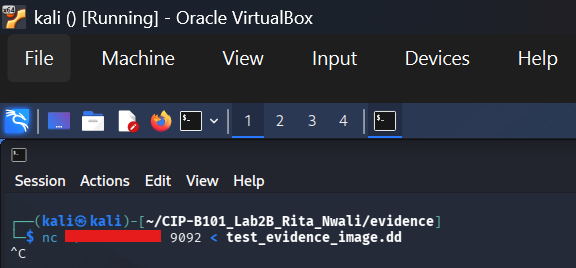 kali () [Running] - Oracle VirtualBox
File Machine View Input Devices Help
1 2 3 4
Session Actions Edit View Help
┌──(kali㉿kali)-[~/CIP-B101_Lab2B_Rita_Nwali/evidence]
└─$ nc 9092 < test_evidence_image.dd
^C